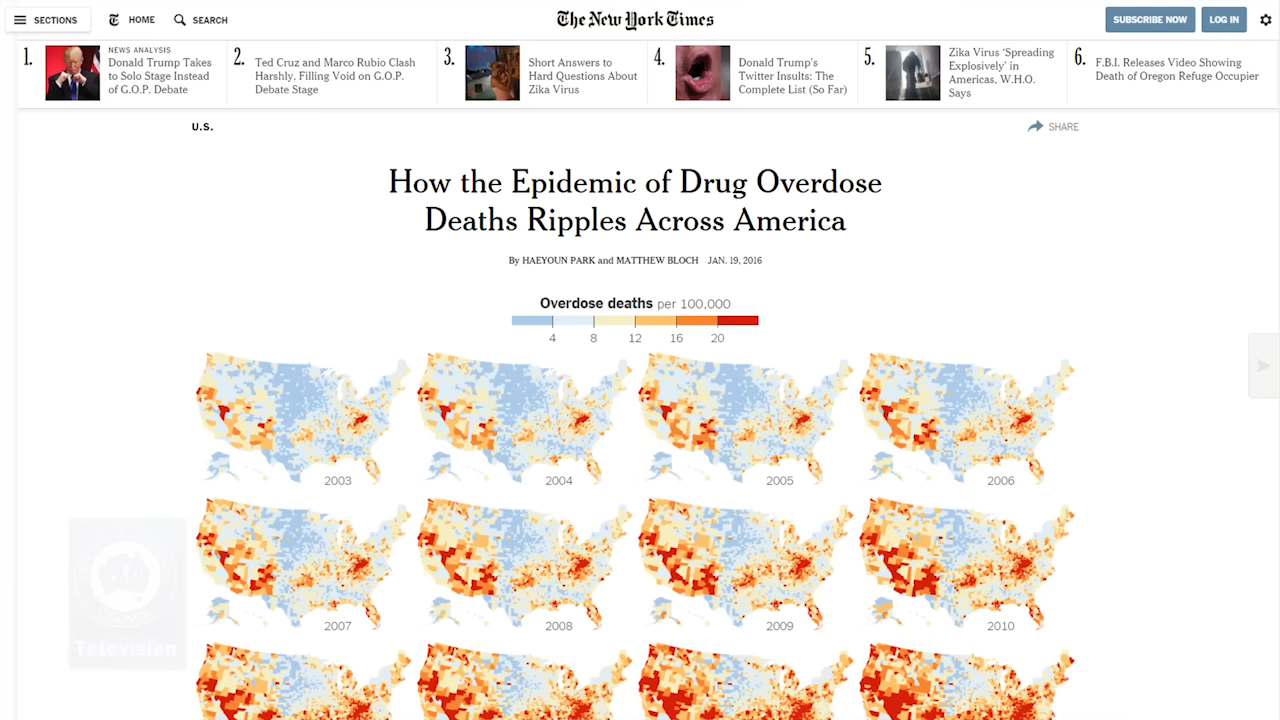 SECTIONS
HOME
SEARCH
The New York Times
SUBSCRIBE NOW
LOG IN
1.
NEWS ANALYSIS
Donald Trump Takes
to Solo Stage Instead
of G.O.P. Debate
2.
Ted Cruz and Marco Rubio Clash
Harshly, Filling Void on G.O.P.
Debate Stage
3.
Short Answers to
Hard Questions About
Zika Virus
4.
Donald Trump's
Twitter Insults: The
Complete List (So Far)
5.
Zika Virus 'Spreading
Explosively' in
Americas, W.H.O.
Says
6.
F.B.I. Releases Video Showing
Death of Oregon Refuge Occupier
U.S.
SHARE
How the Epidemic of Drug Overdose
Deaths Ripples Across America
By HAEYOUN PARK and MATTHEW BLOCH JAN. 19, 2016
Overdose deaths per 100,000
4 8 12 16 20
2003 2004 2005 2006
2007 2008 2009 2010
Television